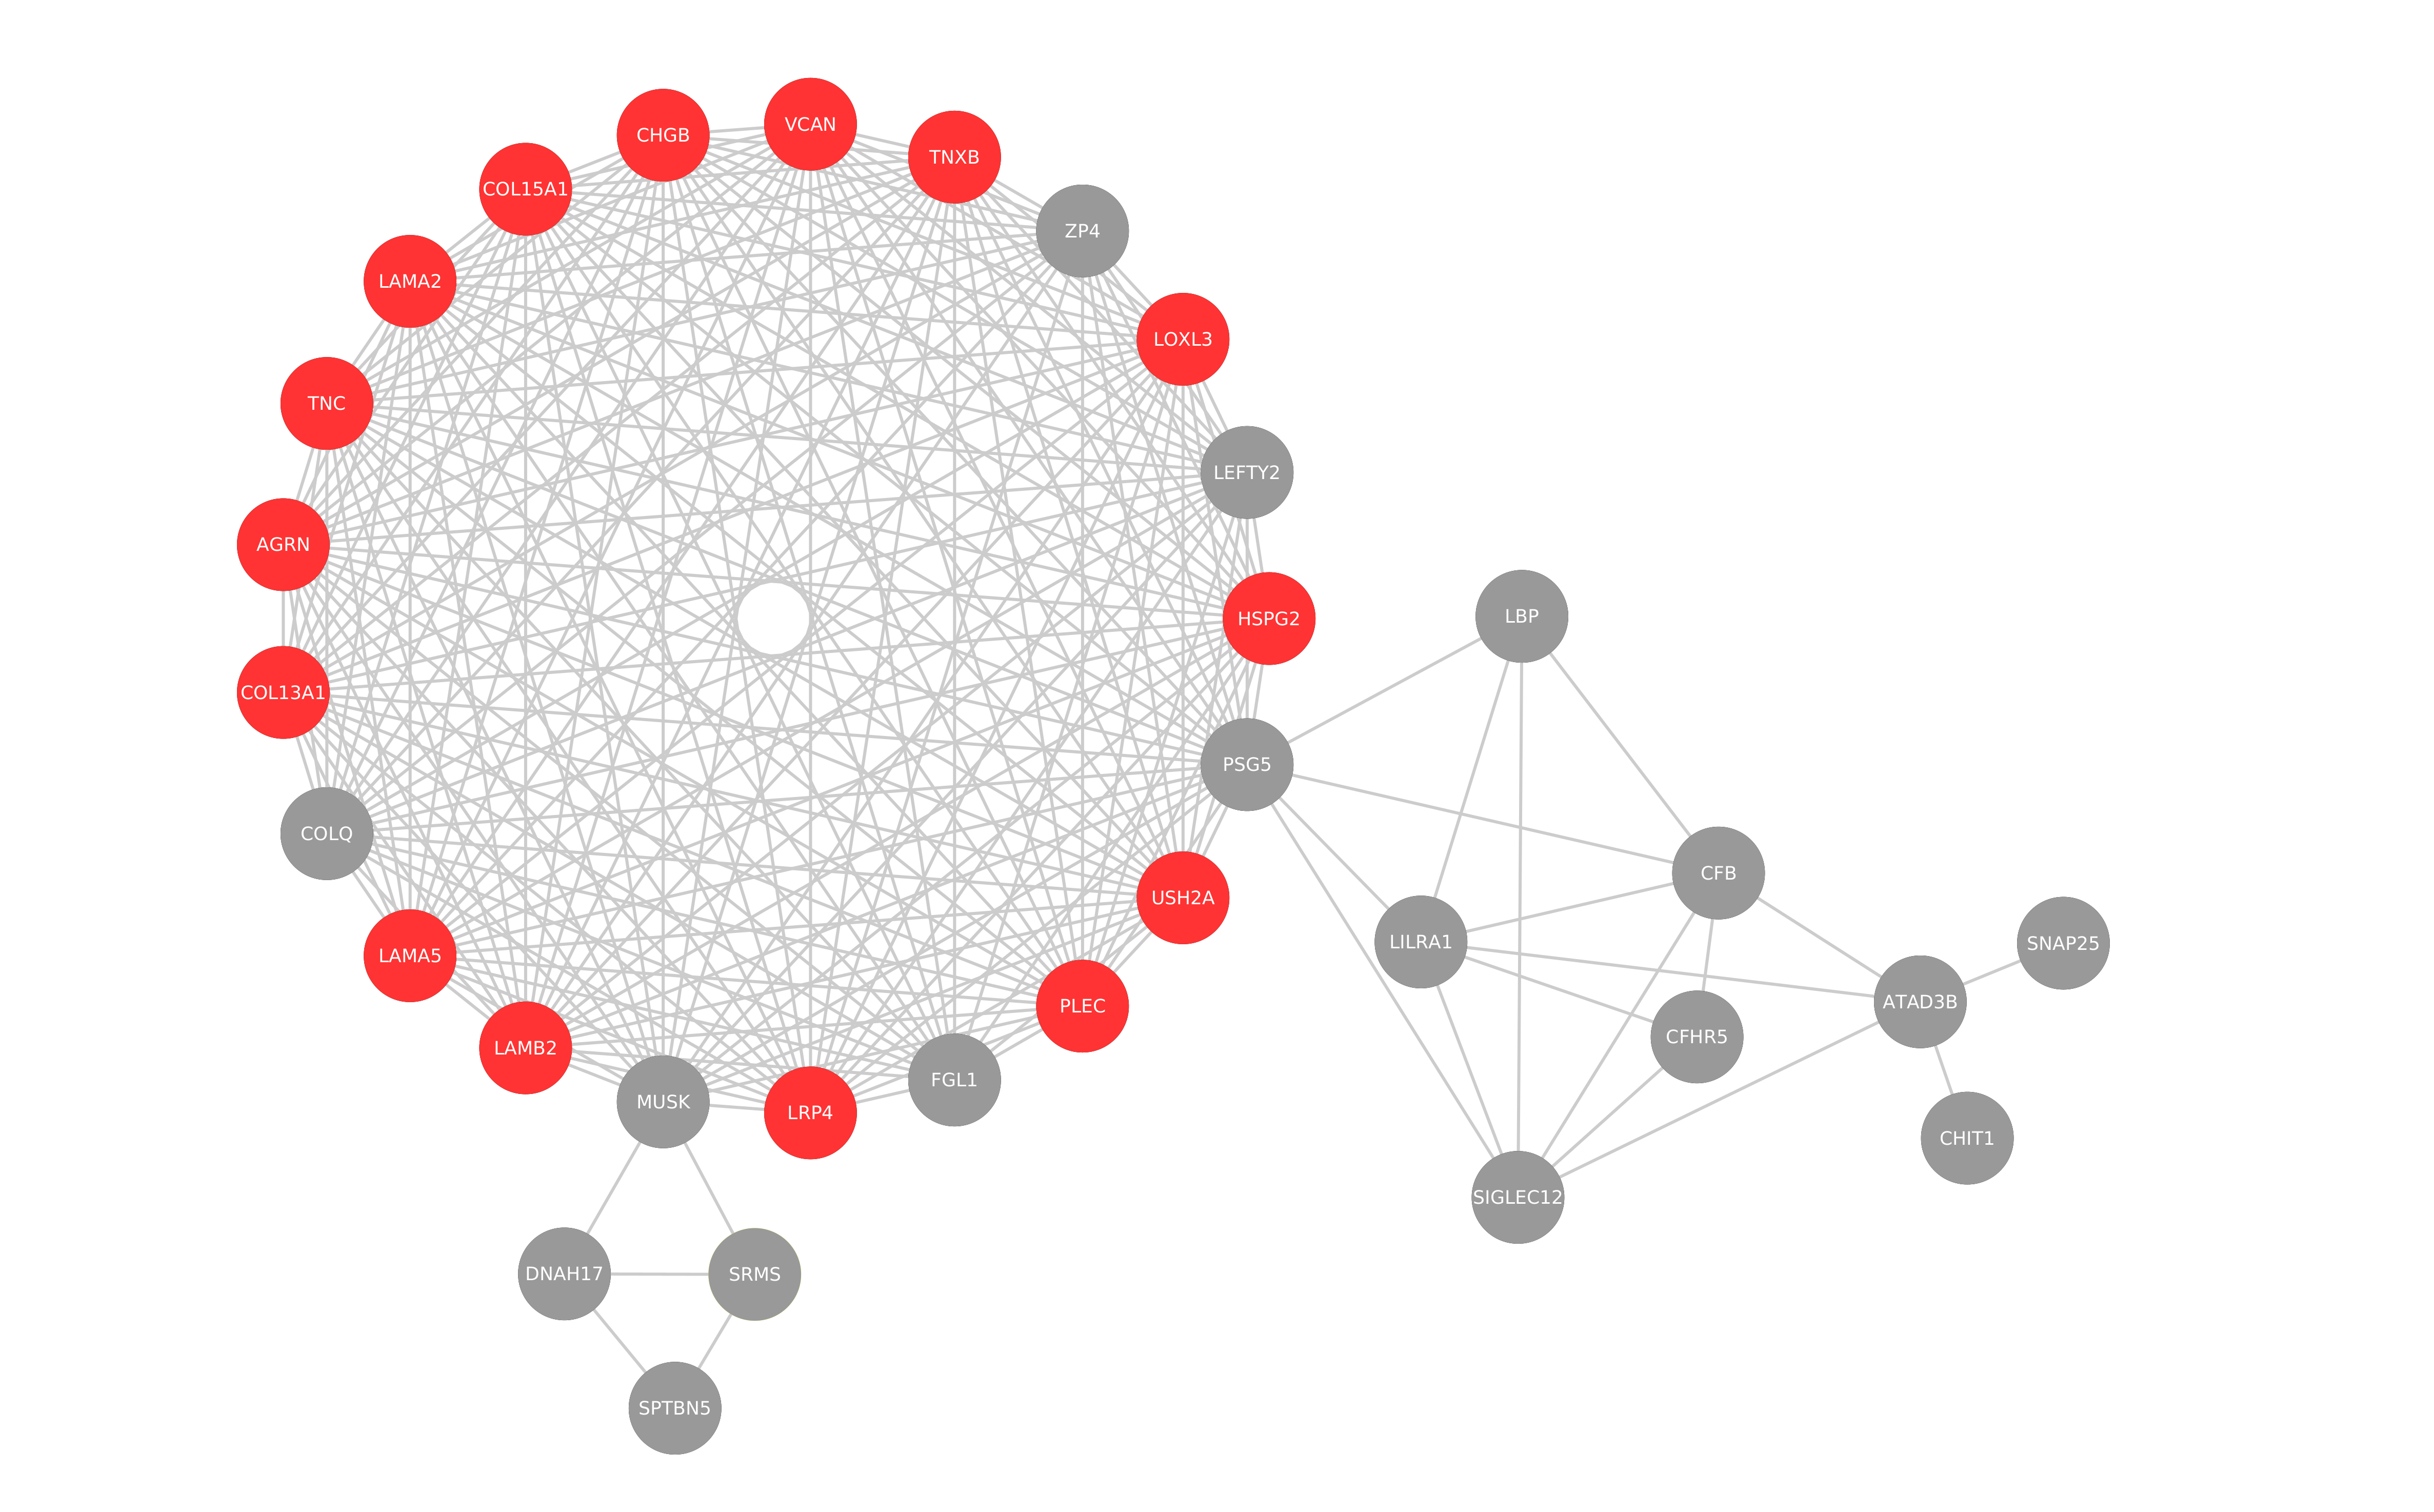 VCAN
CHGB
TNXB
COL15A1
ZP4
LAMA2
LOXL3
TNC
LEFTY2
AGRN
LBP
HSPG2
COL13A1
PSG5
COLQ
CFB
USH2A
LILRA1
SNAP25
LAMA5
ATAD3B
PLEC
CFHR5
LAMB2
FGL1
MUSK
LRP4
CHIT1
SIGLEC12
DNAH17
SRMS
SPTBN5